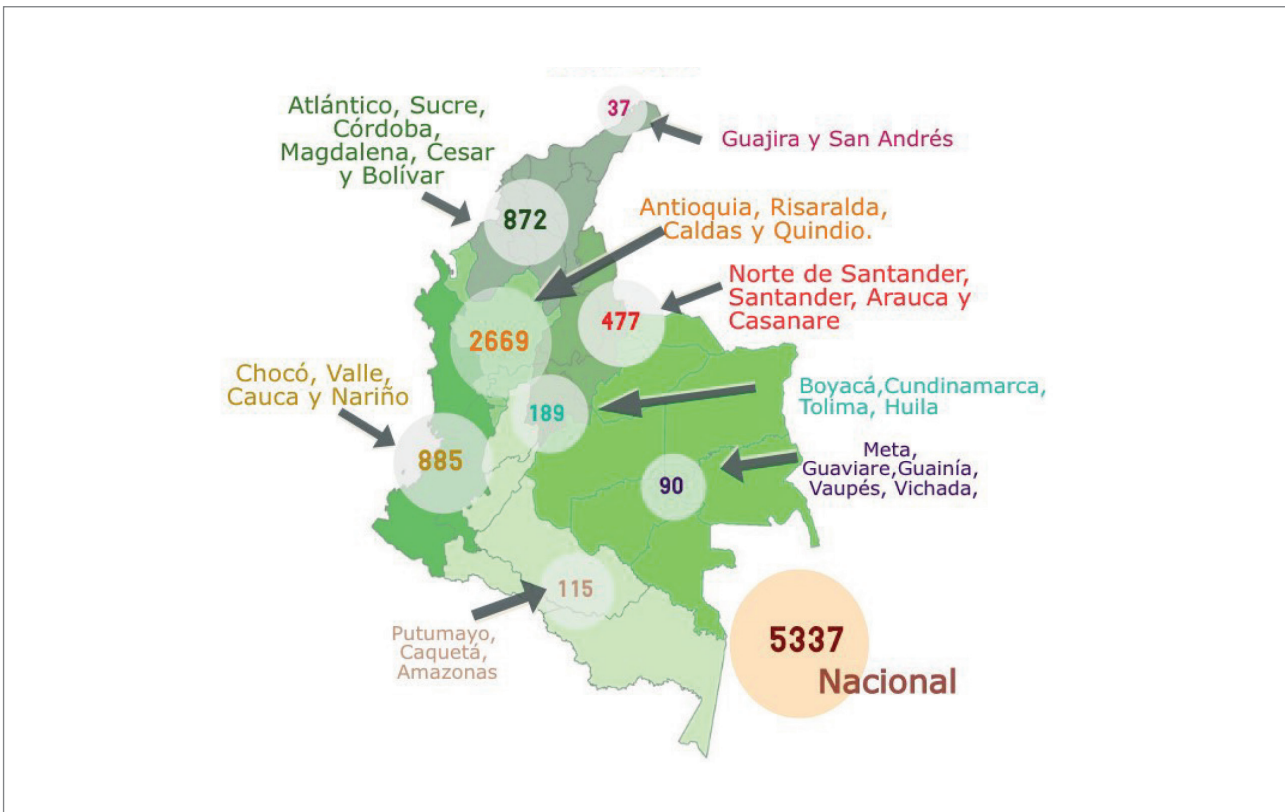 37
Guajira y San Andrés
Atlántico, Sucre,
Córdoba,
Magdalena, Cesar
y Bolívar
872
Antioquia, Risaralda,
Caldas y Quindio.
2669
Norte de Santander,
Santander, Arauca y
Casanare
477
Chocó, Valle,
Cauca y Nariño
885
189
Boyacá,Cundinamarca,
Tolima, Huila
Meta,
Guaviare,Guainía,
Vaupés, Vichada,
90
115
Putumayo,
Caquetá,
Amazonas
5337
Nacional